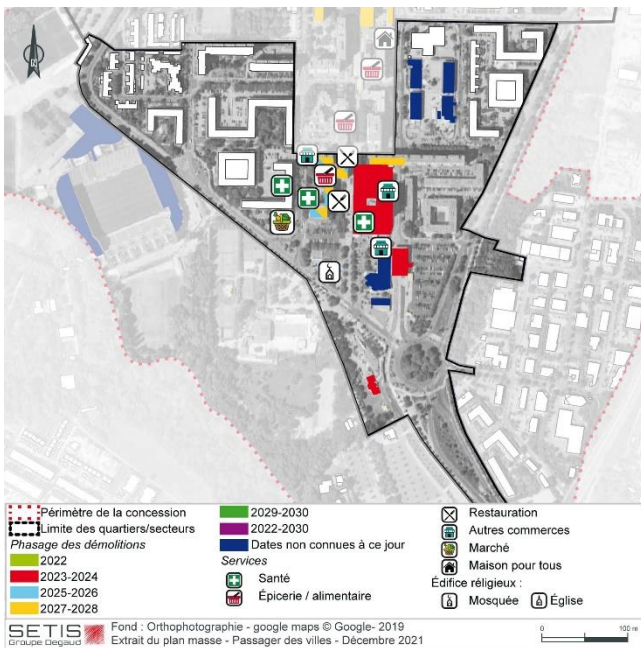 Périmètre de la concession
Limite des quartiers/secteurs
Phasage des démolitions
2022
2023-2024
2025-2026
2027-2028
2029-2030
2022-2030
Dates non connues à ce jour
Services
Santé
Épicerie / alimentaire
Restauration
Autres commerces
Marché
Maison pour tous
Édifice réligieux :
Mosquée
Église
SETIS
Groupe Degaud
Fond : Orthophotographie - google maps © Google- 2019
Extrait du plan masse - Passager des villes - Décembre 2021
0 100 m